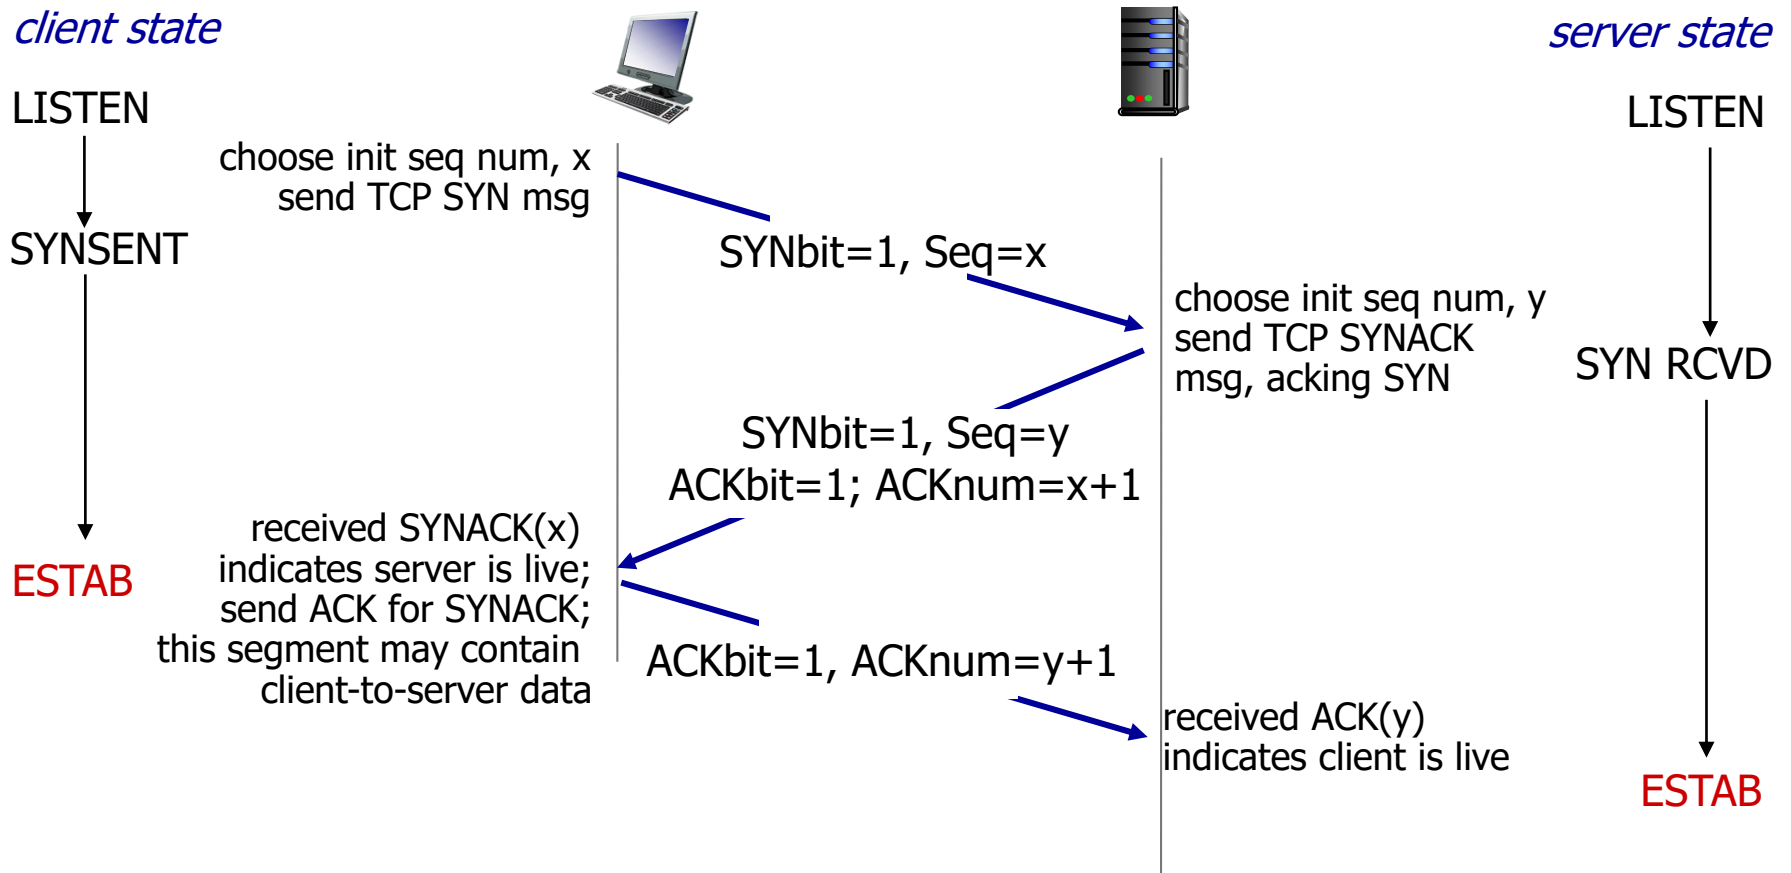 client state
server state
LISTEN
LISTEN
choose init seq num, x
send TCP SYN msg
SYNSENT
SYNbit=1, Seq=x
choose init seq num, y
send TCP SYNACK
msg, acking SYN
SYN RCVD
SYNbit=1, Seq=y
ACKbit=1; ACKnum=x+1
received SYNACK(x)
indicates server is live;
send ACK for SYNACK;
this segment may contain
client-to-server data
ESTAB
ACKbit=1, ACKnum=y+1
received ACK(y)
indicates client is live
ESTAB